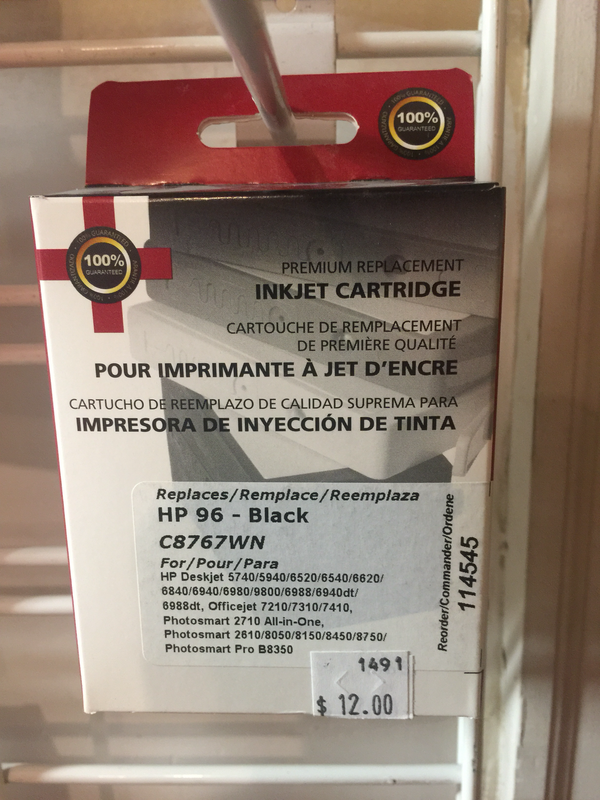 100%
GUARANTEED
100% GUARANTEED
100%
GUARANTEED
PREMIUM REPLACEMENT
INKJET CARTRIDGE
CARTOUCHE DE REMPLACEMENT
DE PREMIÈRE QUALITÉ
POUR IMPRIMANTE À JET D'ENCRE
CARTUCHO DE REEMPLAZO DE CALIDAD SUPREMA PARA
IMPRESORA DE INYECCIÓN DE TINTA
Replaces/Remplace/Reemplaza
HP 96 - Black
C8767WN
For/Pour/Para
HP Deskjet 5740/5940/6520/6540/6620/
6840/6940/6980/9800/6988/6940dt/
6988dt, Officejet 7210/7310/7410,
Photosmart 2710 All-in-One,
Photosmart 2610/8050/8150/8450/8750/
Photosmart Pro B8350
Reorder/Commander/Ordene
114545
1491
$ 12.00